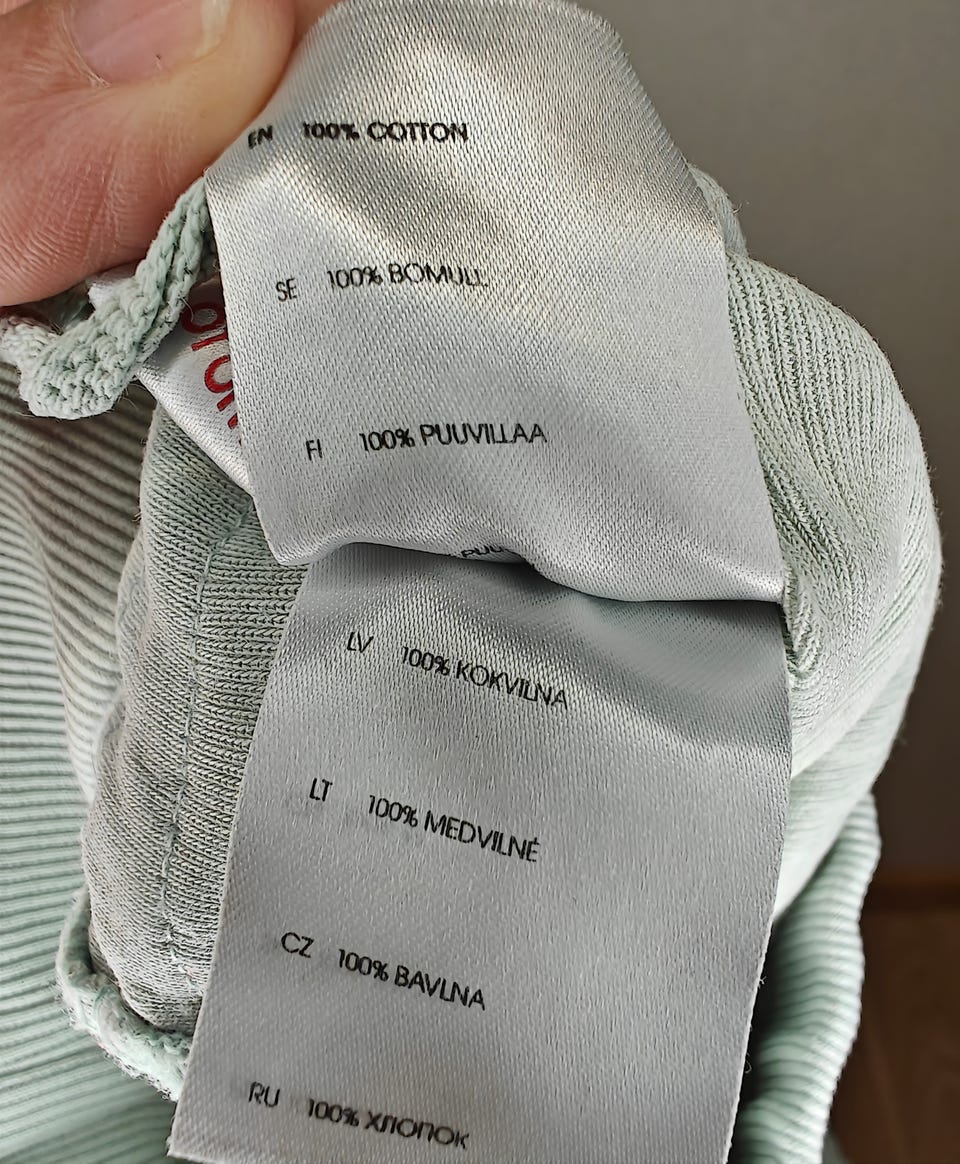 EN 100% COTTON
SE 100% BOMULL
FI 100% PUUVILLAA
LV 100% KOKVILNA
LT 100% MEDVILNĖ
CZ 100% BAVLNA
RU 100% ХЛОПОК